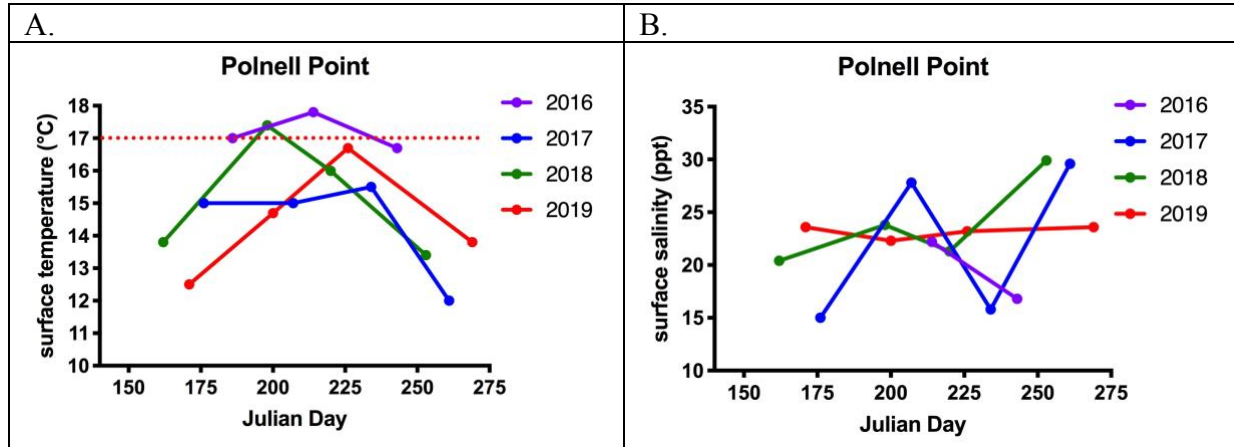 A.
Polnell Point
surface temperature (°C)
18
17
16
15
14
13
12
11
10
150 175 200 225 250 275
Julian Day
2016
2017
2018
2019
B.
Polnell Point
surface salinity (ppt)
35
30
25
20
15
10
150 175 200 225 250 275
Julian Day
2016
2017
2018
2019